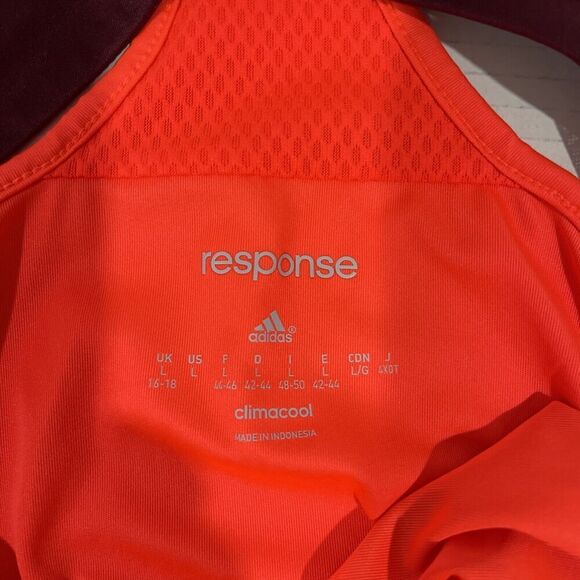 response
adidas®
UK US F D I E CDN J
L L L L L L L/G 4XOT
16-18 44-46 42-44 48-50 42-44
climacool
MADE IN INDONESIA